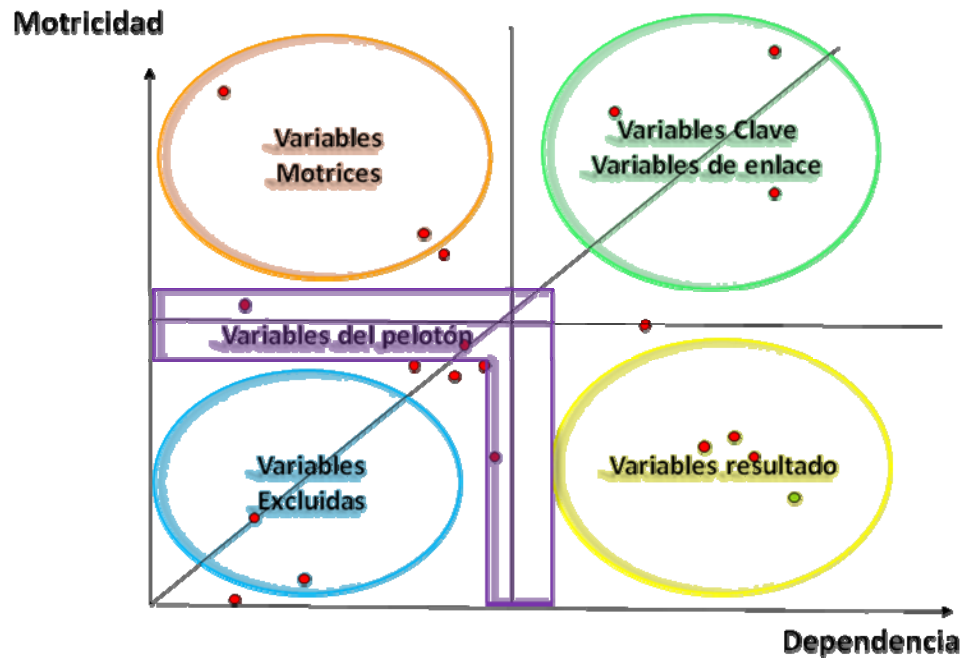 Motricidad
Variables
Motrices
Variables Clave
Variables de enlace
Variables del pelotón
Variables
Excluidas
Variables resultado
Dependencia